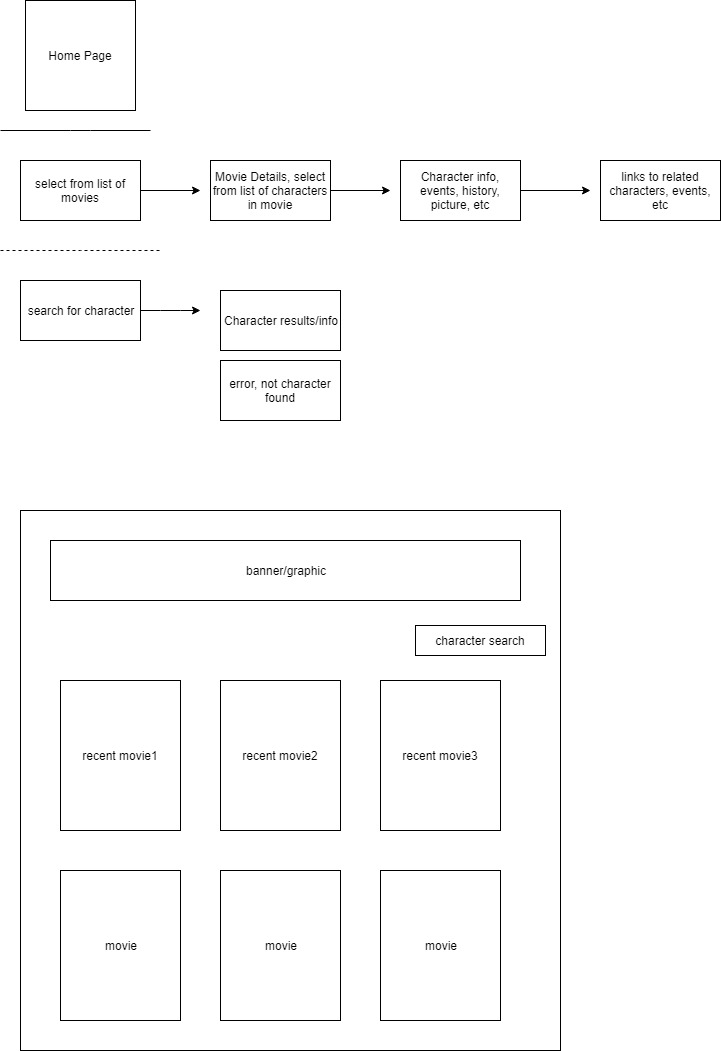 Home Page
select from list of
movies
Movie Details, select
from list of characters
in movie
Character info,
events, history,
picture, etc
links to related
characters, events,
etc
search for character
Character results/info
error, not character
found
banner/graphic
character search
recent movie1
recent movie2
recent movie3
movie
movie
movie